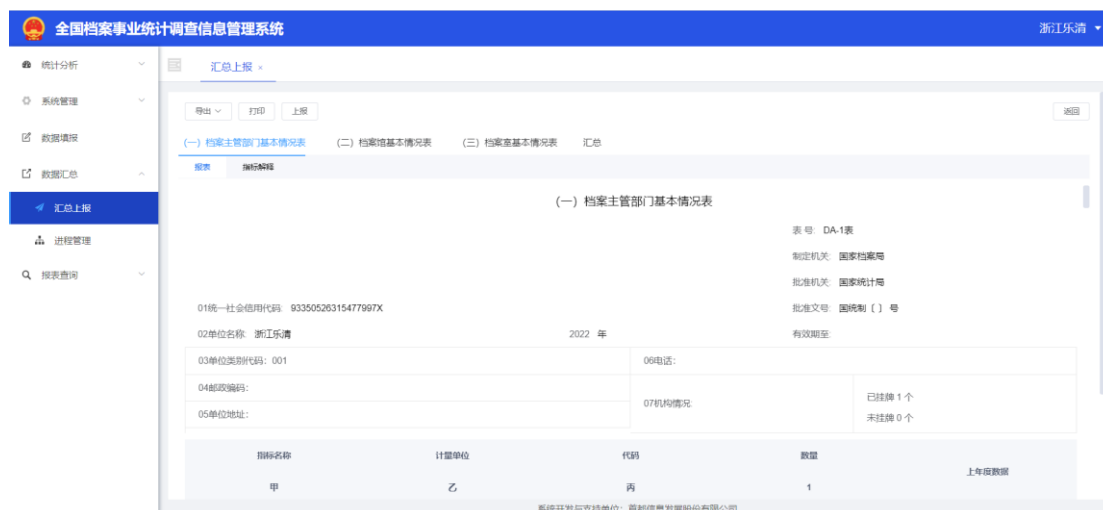 全国档案事业统计调查信息管理系统
浙江乐清
统计分析
系统管理
数据填报
数据汇总
汇总上报
进程管理
报表查询
汇总上报 ×
导出 打印 上报 返回
(一) 档案主管部门基本情况表 (二) 档案馆基本情况表 (三) 档案室基本情况表 汇总
报表 指标解释
(一) 档案主管部门基本情况表
表 号: DA-1表
制定机关: 国家档案局
批准机关: 国家统计局
01统一社会信用代码: 93350526315477997X 批准文号: 国统制〔 〕号
02单位名称: 浙江乐清 2022 年 有效期至:
03单位类别代码: 001 06电话:
04邮政编码:
05单位地址:
07机构情况: 已挂牌 1 个
未挂牌 0 个
指标名称 计量单位 代码 数量 上年度数据
甲 乙 丙 1